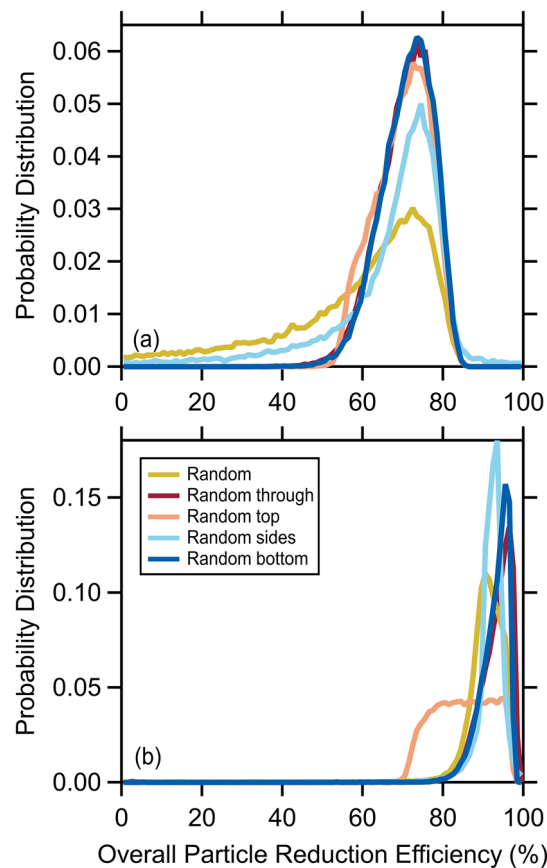 0.06
0.05
0.04
0.03
0.02
0.01
0.00
Probability Distribution
(a)
0 20 40 60 80 100
0.15
0.10
0.05
0.00
Probability Distribution
Random
Random through
Random top
Random sides
Random bottom
(b)
0 20 40 60 80 100
Overall Particle Reduction Efficiency (%)